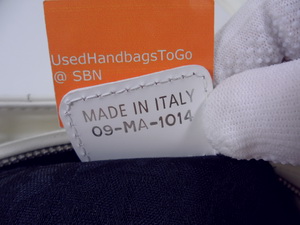 UsedHandbagsToGo
@ SBN
MADE IN ITALY
09-MA-1014